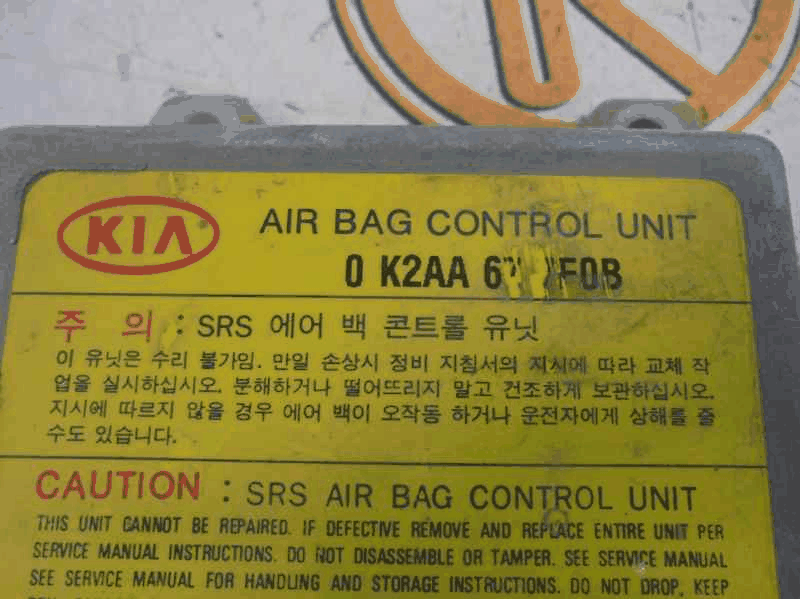 KIA
AIR BAG CONTROL UNIT
0 K2AA
주 의 : SRS 에어 백 콘트롤 유닛
이 유닛은 수리 불가임. 만일 손상시 정비 지침서의 지시에 따라 교체 작
업을 실시하십시오. 분해하거나 떨어뜨리지 말고 건조하게 보관하십시오.
지시에 따르지 않을 경우 에어 백이 오작동 하거나 운전자에게 상해를 줄
수도 있습니다.
CAUTION : SRS AIR BAG CONTROL UNIT
THIS UNIT CANNOT BE REPAIRED. IF DEFECTIVE REMOVE AND REPLACE ENTIRE UNIT PER
SERVICE MANUAL INSTRUCTIONS. DO NOT DISASSEMBLE OR TAMPER. SEE SERVICE MANUAL
SEE SERVICE MANUAL FOR HANDLING AND STORAGE INSTRUCTIONS. DO NOT DROP, KEEP